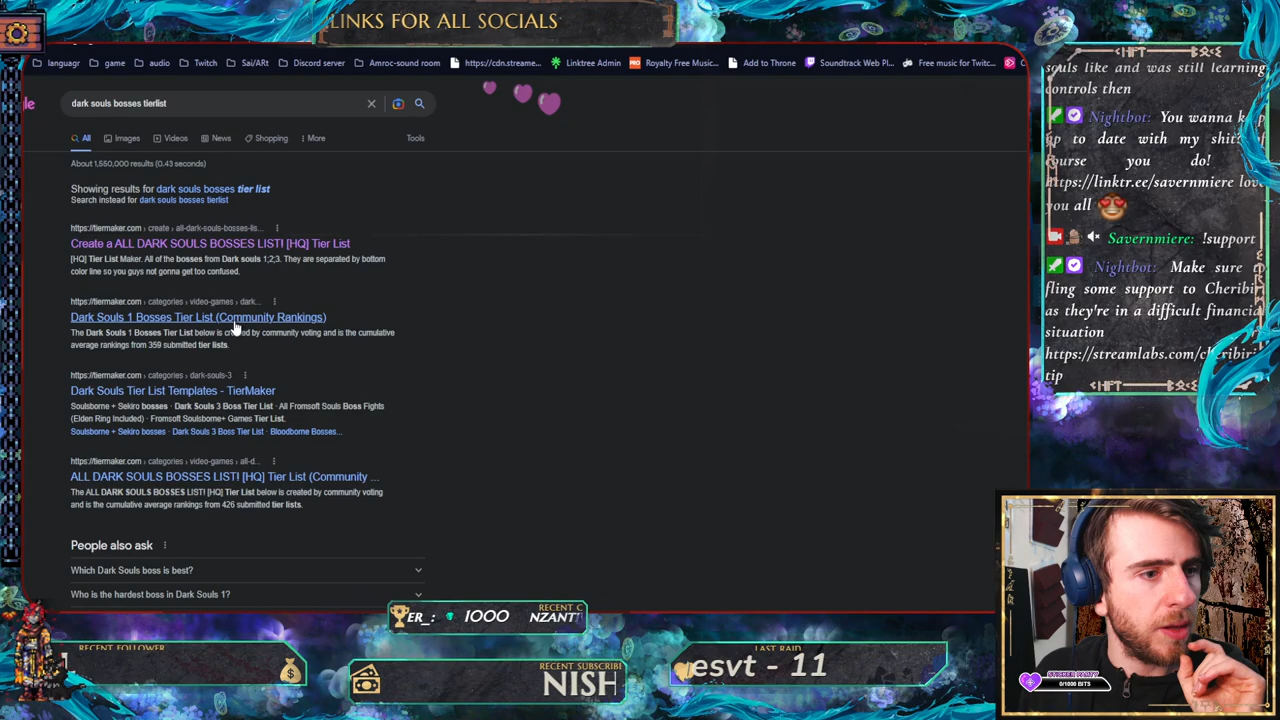 LINKS FOR ALL SOCIALS
languagr game audio Twitch Sai/ARt Discord server Amroc-sound room https://cdn.streame... Linktree Admin Royalty Free Music... Add to Throne Soundtrack Web Pl... Free music for Twitc...
dark souls bosses tierlist
All Images Videos News Shopping More Tools
About 1,550,000 results (0.43 seconds)
Showing results for dark souls bosses tier list
Search instead for dark souls bosses tierlist
https://tiermaker.com › create › all-dark-souls-bosses-lis...
Create a ALL DARK SOULS BOSSES LIST! [HQ] Tier List
[HQ] Tier List Maker. All of the bosses from Dark souls 1;2;3. They are separated by bottom
color line so you guys not gonna get too confused.
https://tiermaker.com › categories › video-games › dark...
Dark Souls 1 Bosses Tier List (Community Rankings)
The Dark Souls 1 Bosses Tier List below is created by community voting and is the cumulative
average rankings from 359 submitted tier lists.
https://tiermaker.com › categories › dark-souls-3
Dark Souls Tier List Templates - TierMaker
Soulsborne + Sekiro bosses · Dark Souls 3 Boss Tier List · All Fromsoft Souls Boss Fights
(Elden Ring Included) · Fromsoft Soulsborne+ Games Tier List.
Soulsborne + Sekiro bosses · Dark Souls 3 Boss Tier List · Bloodborne Bosses...
https://tiermaker.com › categories › video-games › all-d...
ALL DARK SOULS BOSSES LIST! [HQ] Tier List (Community ...
The ALL DARK SOULS BOSSES LIST! [HQ] Tier List below is created by community voting
and is the cumulative average rankings from 426 submitted tier lists.
People also ask
Which Dark Souls boss is best?
Who is the hardest boss in Dark Souls 1?
souls like and was still learning
controls then
Nightbot: You wanna keep
up to date with my shit? Of
course you do!
https://linktr.ee/savernmiere love
you all
Savernmiere: !support
Nightbot: Make sure to
fling some support to Cheribiri
as they're in a difficult financial
situation
https://streamlabs.com/cheribiri
tip
ER_: 1000 RECENT C
NZANT
RECENT FOLLOWER
RECENT SUBSCRIBE
NISH
LAST RAID
esvt - 11
STICKER PARTY
0/1000 BITS